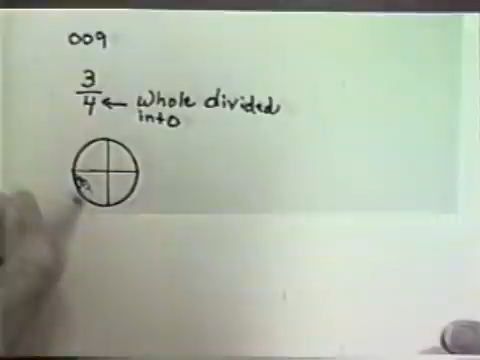 009
3
4 ← whole divided
into